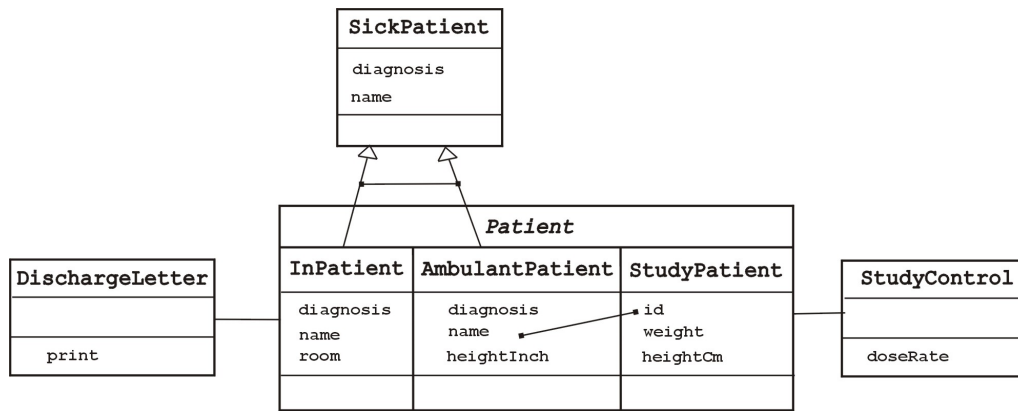 SickPatient
diagnosis
name
Patient
DischargeLetter
print
InPatient
diagnosis
name
room
AmbulantPatient
diagnosis
name
heightInch
StudyPatient
id
weight
heightCm
StudyControl
doseRate